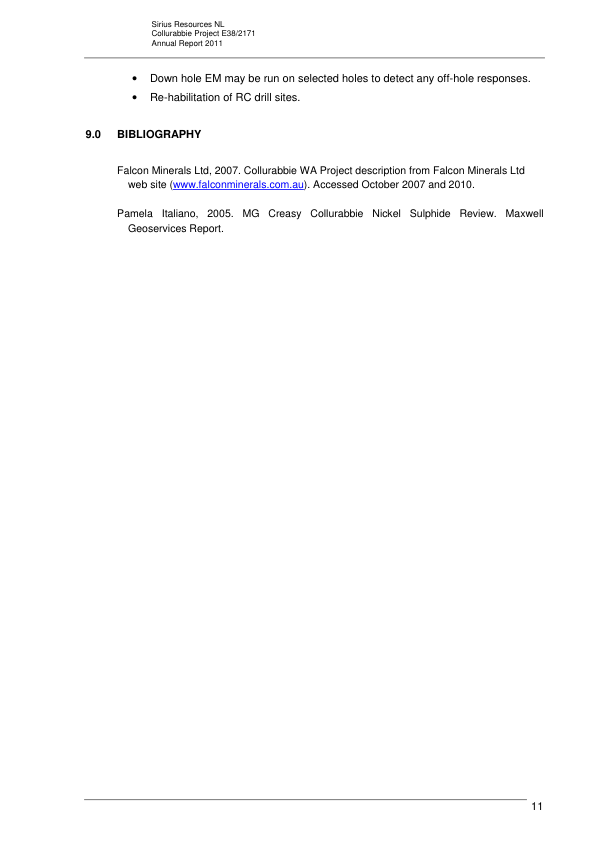 Sirius Resources NL
Collurabbie Project E38/2171
Annual Report 2011
• Down hole EM may be run on selected holes to detect any off-hole responses.
• Re-habilitation of RC drill sites.
9.0 BIBLIOGRAPHY
Falcon Minerals Ltd, 2007. Collurabbie WA Project description from Falcon Minerals Ltd
web site (www.falconminerals.com.au). Accessed October 2007 and 2010.
Pamela Italiano, 2005. MG Creasy Collurabbie Nickel Sulphide Review. Maxwell
Geoservices Report.
11